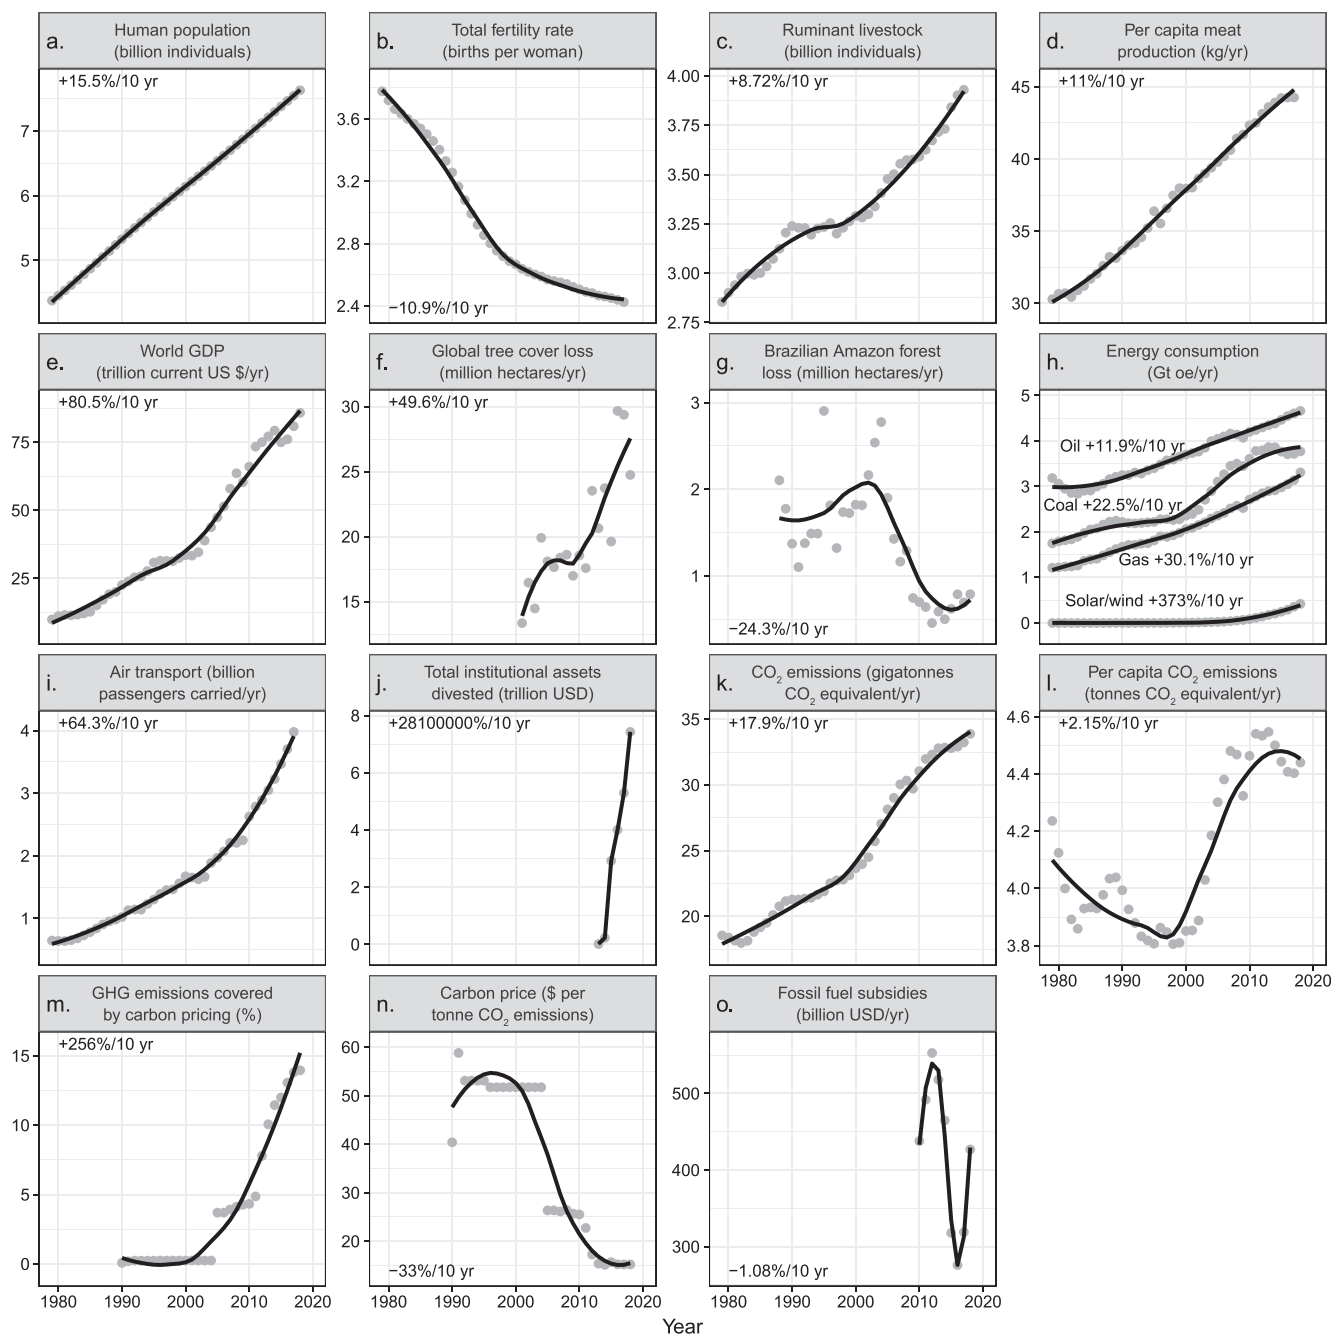 a.
Human population
(billion individuals)
+15.5%/10 yr
7
6
5
b.
Total fertility rate
(births per woman)
−10.9%/10 yr
3.6
3.2
2.8
2.4
c.
Ruminant livestock
(billion individuals)
+8.72%/10 yr
4.00
3.75
3.50
3.25
3.00
2.75
d.
Per capita meat
production (kg/yr)
+11%/10 yr
45
40
35
30
e.
World GDP
(trillion current US $/yr)
+80.5%/10 yr
75
50
25
f.
Global tree cover loss
(million hectares/yr)
+49.6%/10 yr
30
25
20
15
g.
Brazilian Amazon forest
loss (million hectares/yr)
3
2
1
−24.3%/10 yr
h.
Energy consumption
(Gt oe/yr)
5
4
3
2
1
0
Oil +11.9%/10 yr
Coal +22.5%/10 yr
Gas +30.1%/10 yr
Solar/wind +373%/10 yr
i.
Air transport (billion
passengers carried/yr)
+64.3%/10 yr
4
3
2
1
j.
Total institutional assets
divested (trillion USD)
+28100000%/10 yr
8
6
4
2
0
k.
CO₂ emissions (gigatonnes
CO₂ equivalent/yr)
+17.9%/10 yr
35
30
25
20
l.
Per capita CO₂ emissions
(tonnes CO₂ equivalent/yr)
+2.15%/10 yr
4.6
4.4
4.2
4.0
3.8
1980 1990 2000 2010 2020
m.
GHG emissions covered
by carbon pricing (%)
+256%/10 yr
15
10
5
0
1980 1990 2000 2010 2020
n.
Carbon price ($ per
tonne CO₂ emissions)
60
50
40
30
20
−33%/10 yr
1980 1990 2000 2010 2020
o.
Fossil fuel subsidies
(billion USD/yr)
500
400
300
−1.08%/10 yr
1980 1990 2000 2010 2020
Year